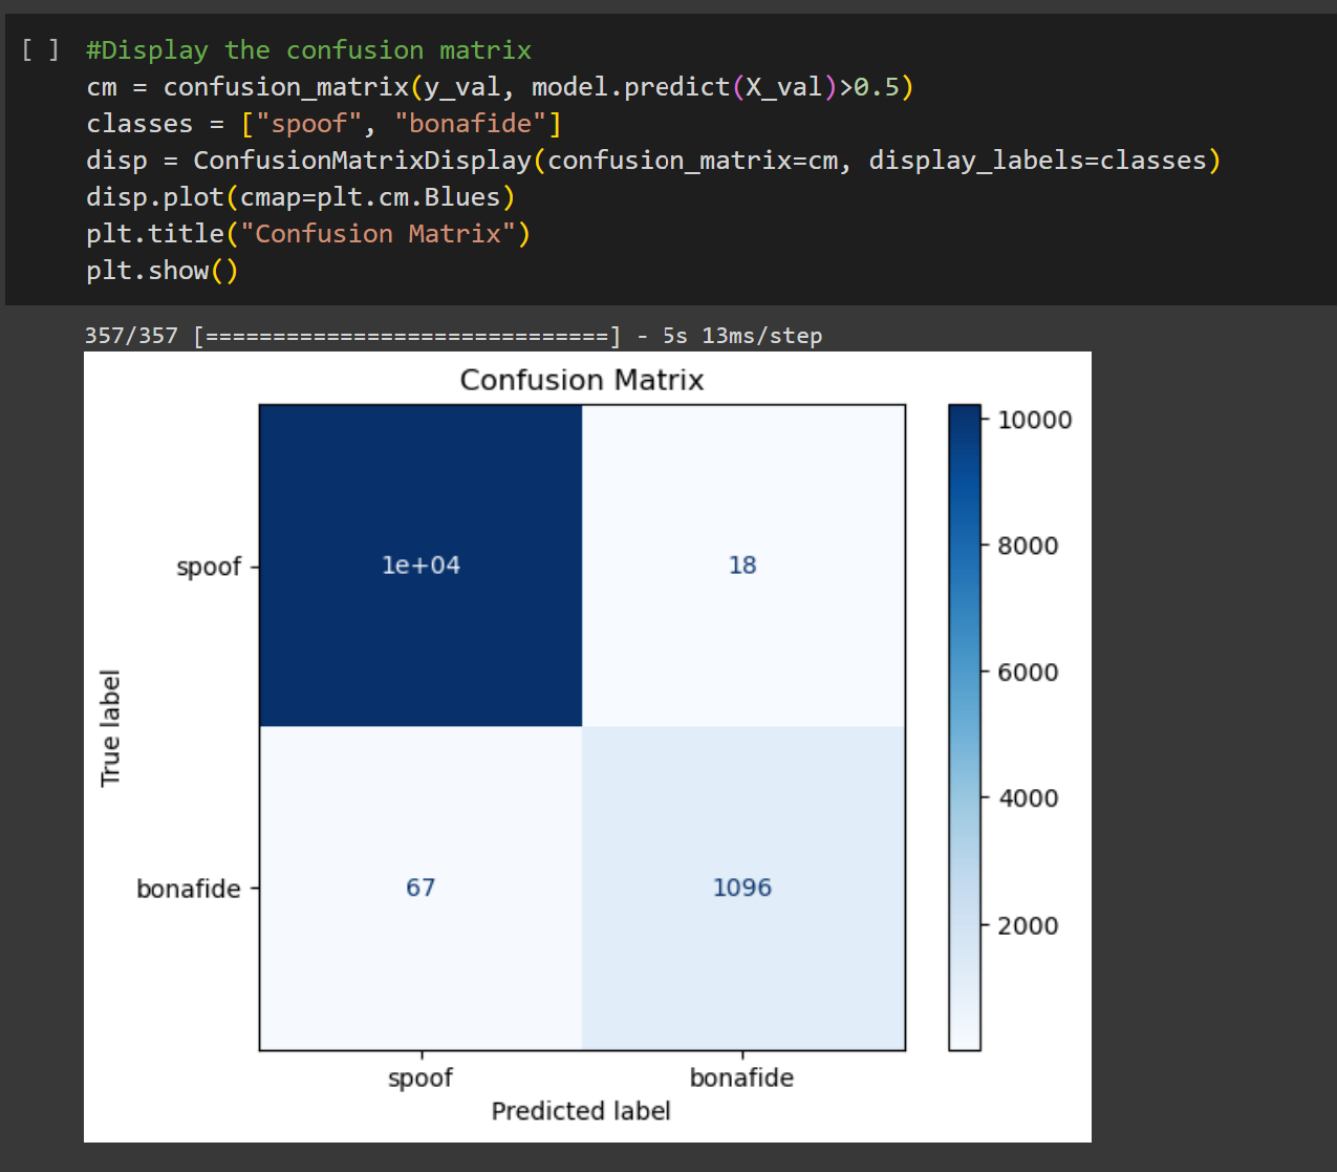 [ ] #Display the confusion matrix
cm = confusion_matrix(y_val, model.predict(X_val)>0.5)
classes = ["spoof", "bonafide"]
disp = ConfusionMatrixDisplay(confusion_matrix=cm, display_labels=classes)
disp.plot(cmap=plt.cm.Blues)
plt.title("Confusion Matrix")
plt.show()
357/357 [==============================] - 5s 13ms/step
Confusion Matrix
10000
8000
spoof 1e+04 18
6000
True label
4000
bonafide 67 1096
2000
spoof bonafide
Predicted label